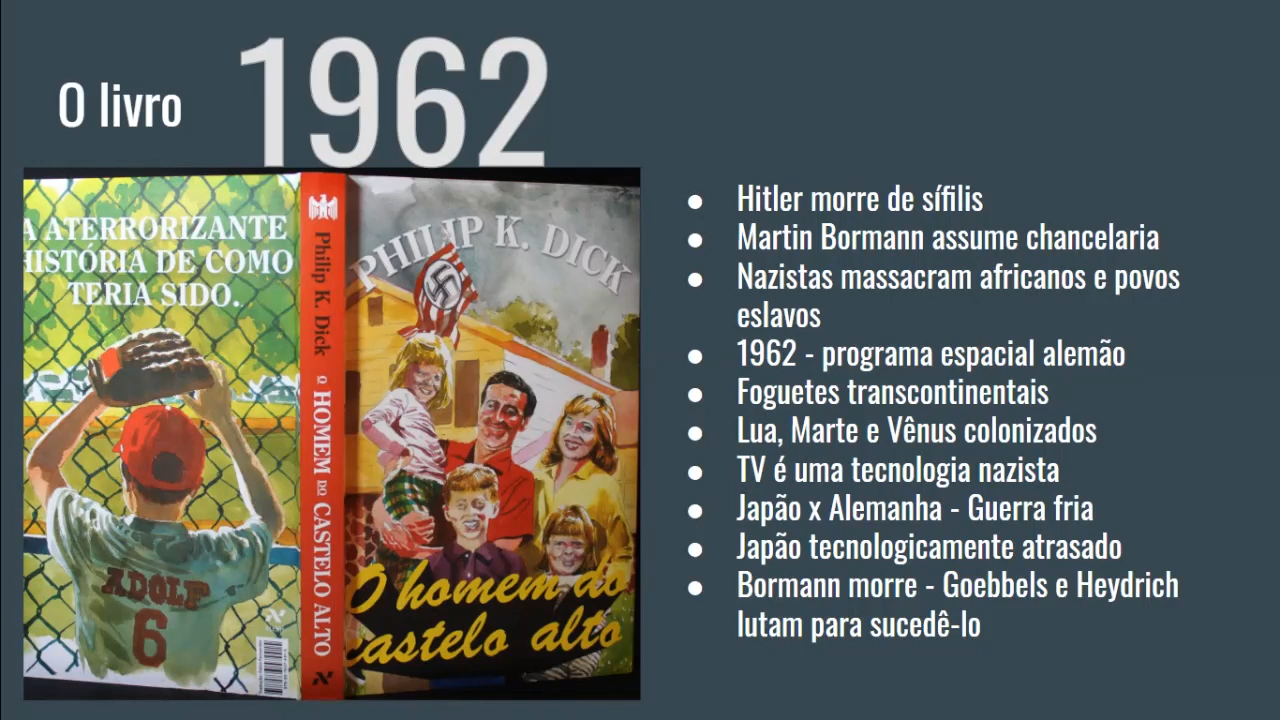 O livro
1962
A ATERRORIZANTE
HISTÓRIA DE COMO
TERIA SIDO.
ADOLF
6
Philip K. Dick O HOMEM DO CASTELO ALTO
PHILIP K. DICK
O homem do
castelo alto
● Hitler morre de sífilis
● Martin Bormann assume chancelaria
● Nazistas massacram africanos e povos
eslavos
● 1962 - programa espacial alemão
● Foguetes transcontinentais
● Lua, Marte e Vênus colonizados
● TV é uma tecnologia nazista
● Japão x Alemanha - Guerra fria
● Japão tecnologicamente atrasado
● Bormann morre - Goebbels e Heydrich
lutam para sucedê-lo